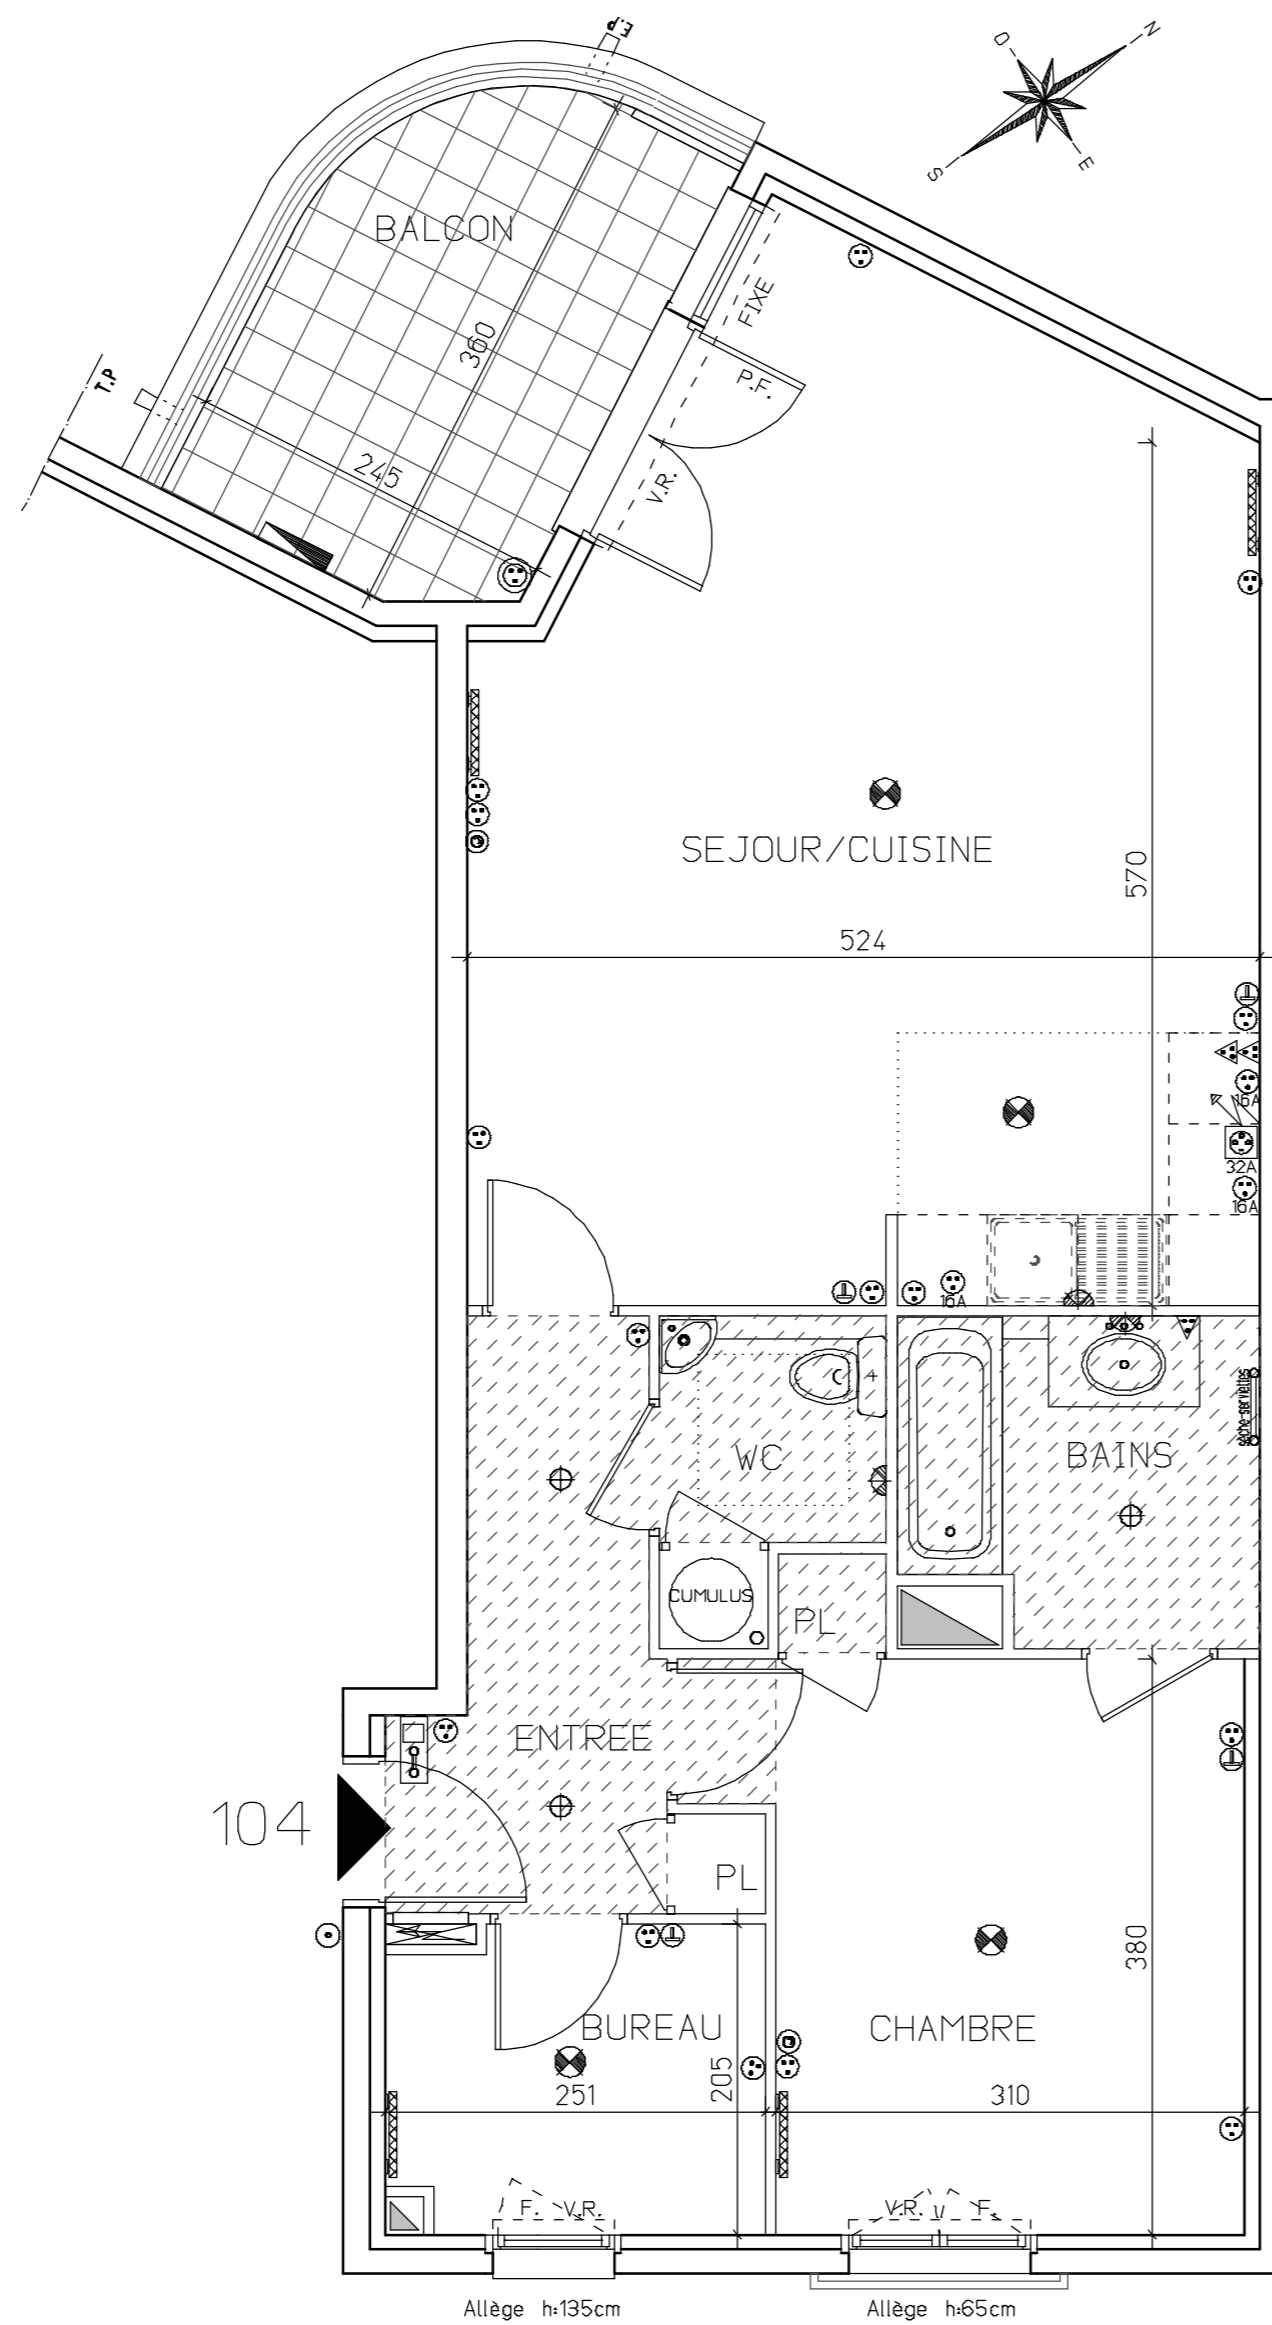 E.P
N
O
E
S
BALCON
FIXE
360
P.F.
T.P
245
V.R.
SEJOUR/CUISINE
570
524
16A
32A
16A
16A
sèche-serviettes
WC
BAINS
CUMULUS
PL
ENTREE
104
PL
380
BUREAU
CHAMBRE
205
251
310
F.
V.R.
V.R.
F.
Allège h:135cm
Allège h:65cm